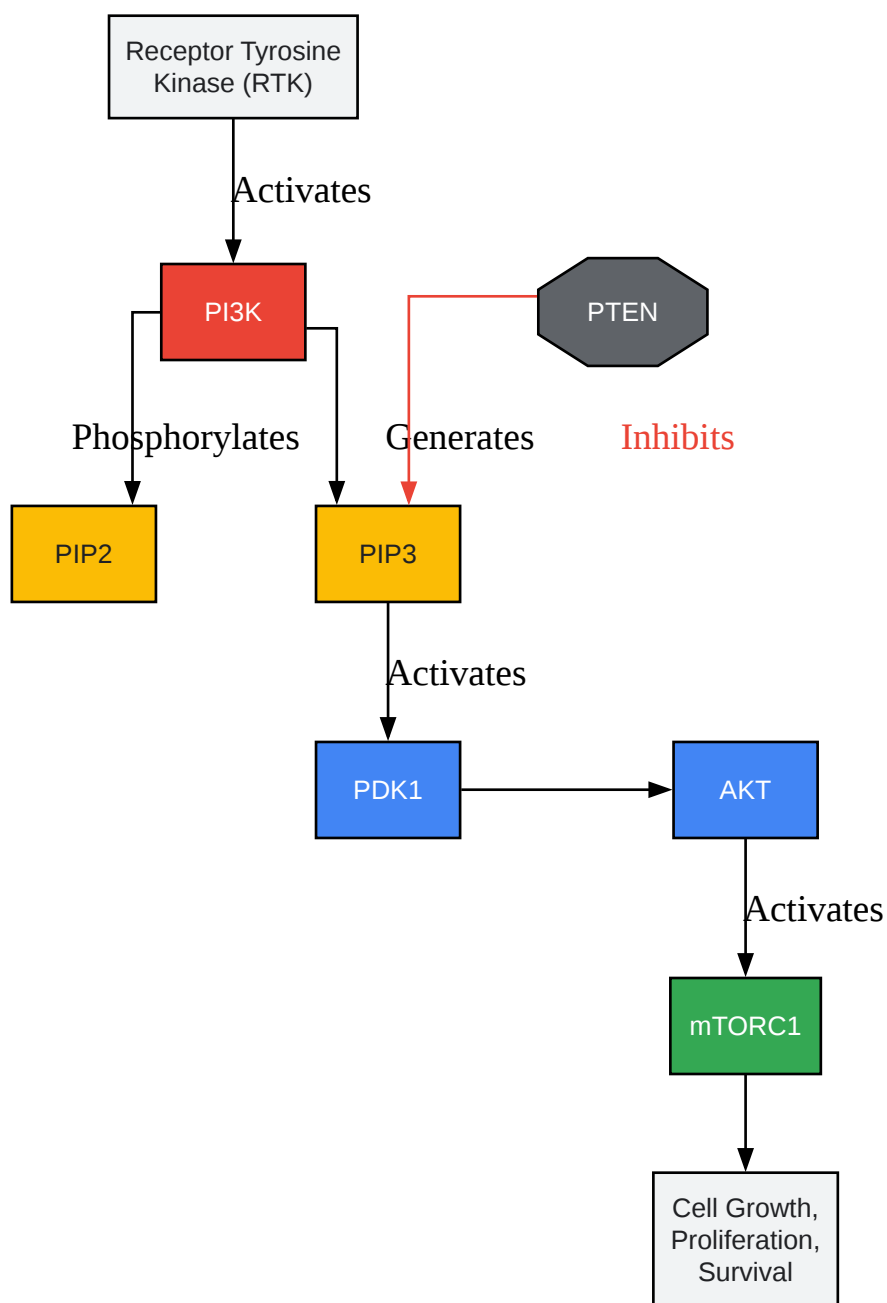 Receptor Tyrosine
Kinase (RTK)
Activates
PI3K
PTEN
Phosphorylates
Generates
Inhibits
PIP2
PIP3
Activates
PDK1
AKT
Activates
mTORC1
Cell Growth,
Proliferation,
Survival